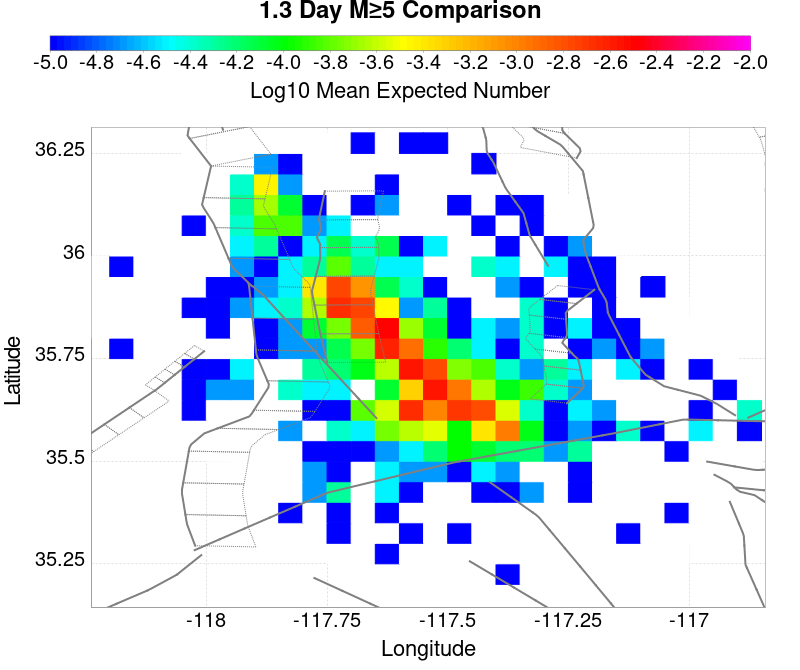 1.3 Day M≥5 Comparison
-5.0 -4.8 -4.6 -4.4 -4.2 -4.0 -3.8 -3.6 -3.4 -3.2 -3.0 -2.8 -2.6 -2.4 -2.2 -2.0
Log10 Mean Expected Number
36.25
36
35.75
35.5
35.25
Latitude
-118 -117.75 -117.5 -117.25 -117
Longitude